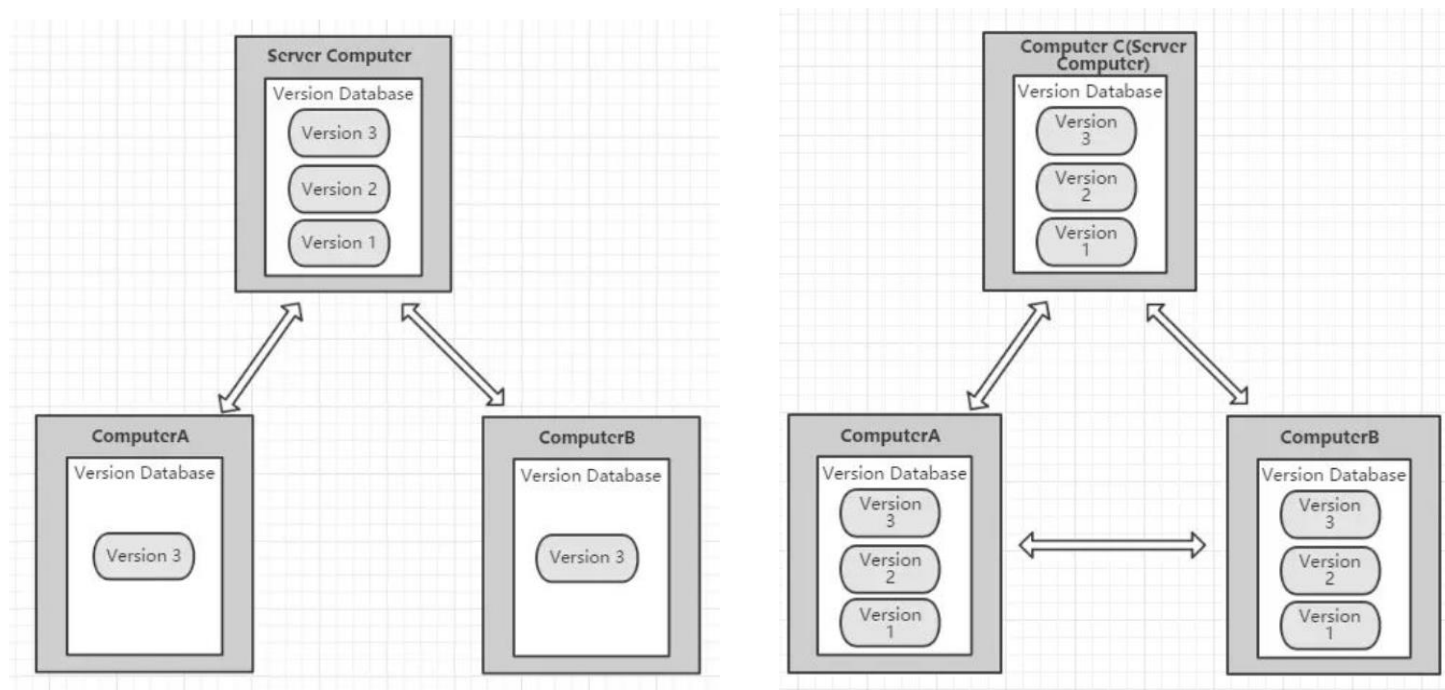 Server Computer
Version Database
Version 3
Version 2
Version 1
ComputerA
Version Database
Version 3
ComputerB
Version Database
Version 3
Computer C(Server
Computer)
Version Database
Version
3
Version
2
Version
1
ComputerA
Version Database
Version
3
Version
2
Version
1
ComputerB
Version Database
Version
3
Version
2
Version
1